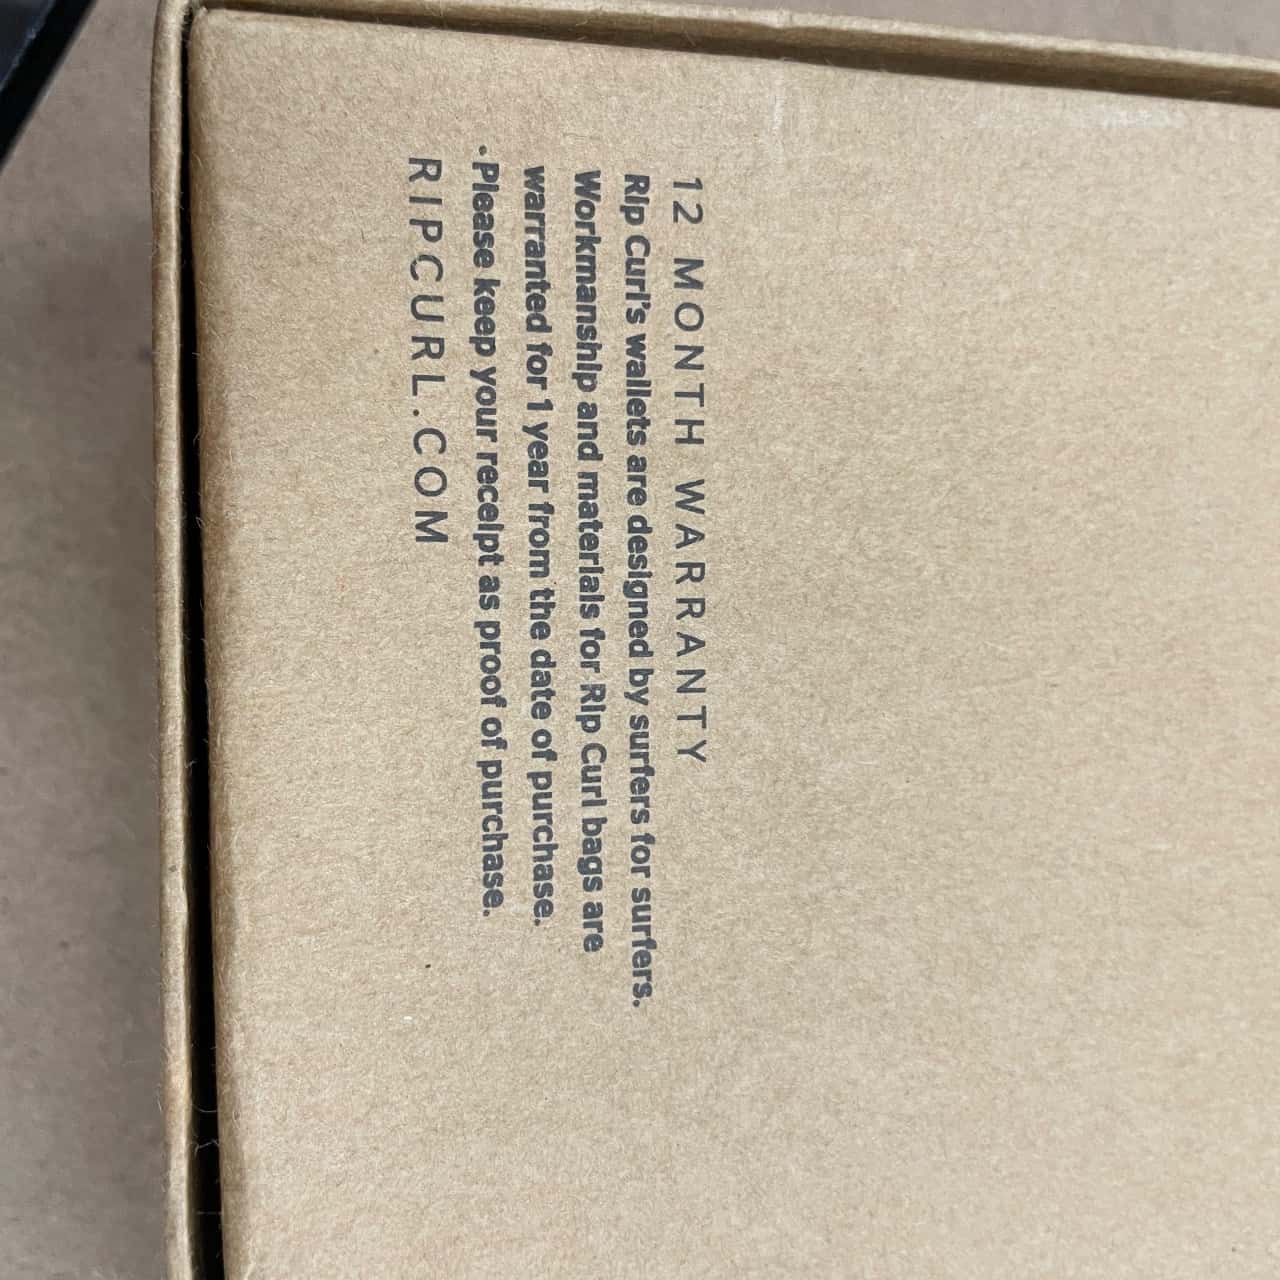 12 MONTH WARRANTY
Rip Curl's wallets are designed by surfers for surfers.
Workmanship and materials for Rip Curl bags are
warranted for 1 year from the date of purchase.
• Please keep your receipt as proof of purchase.
RIPCURL.COM